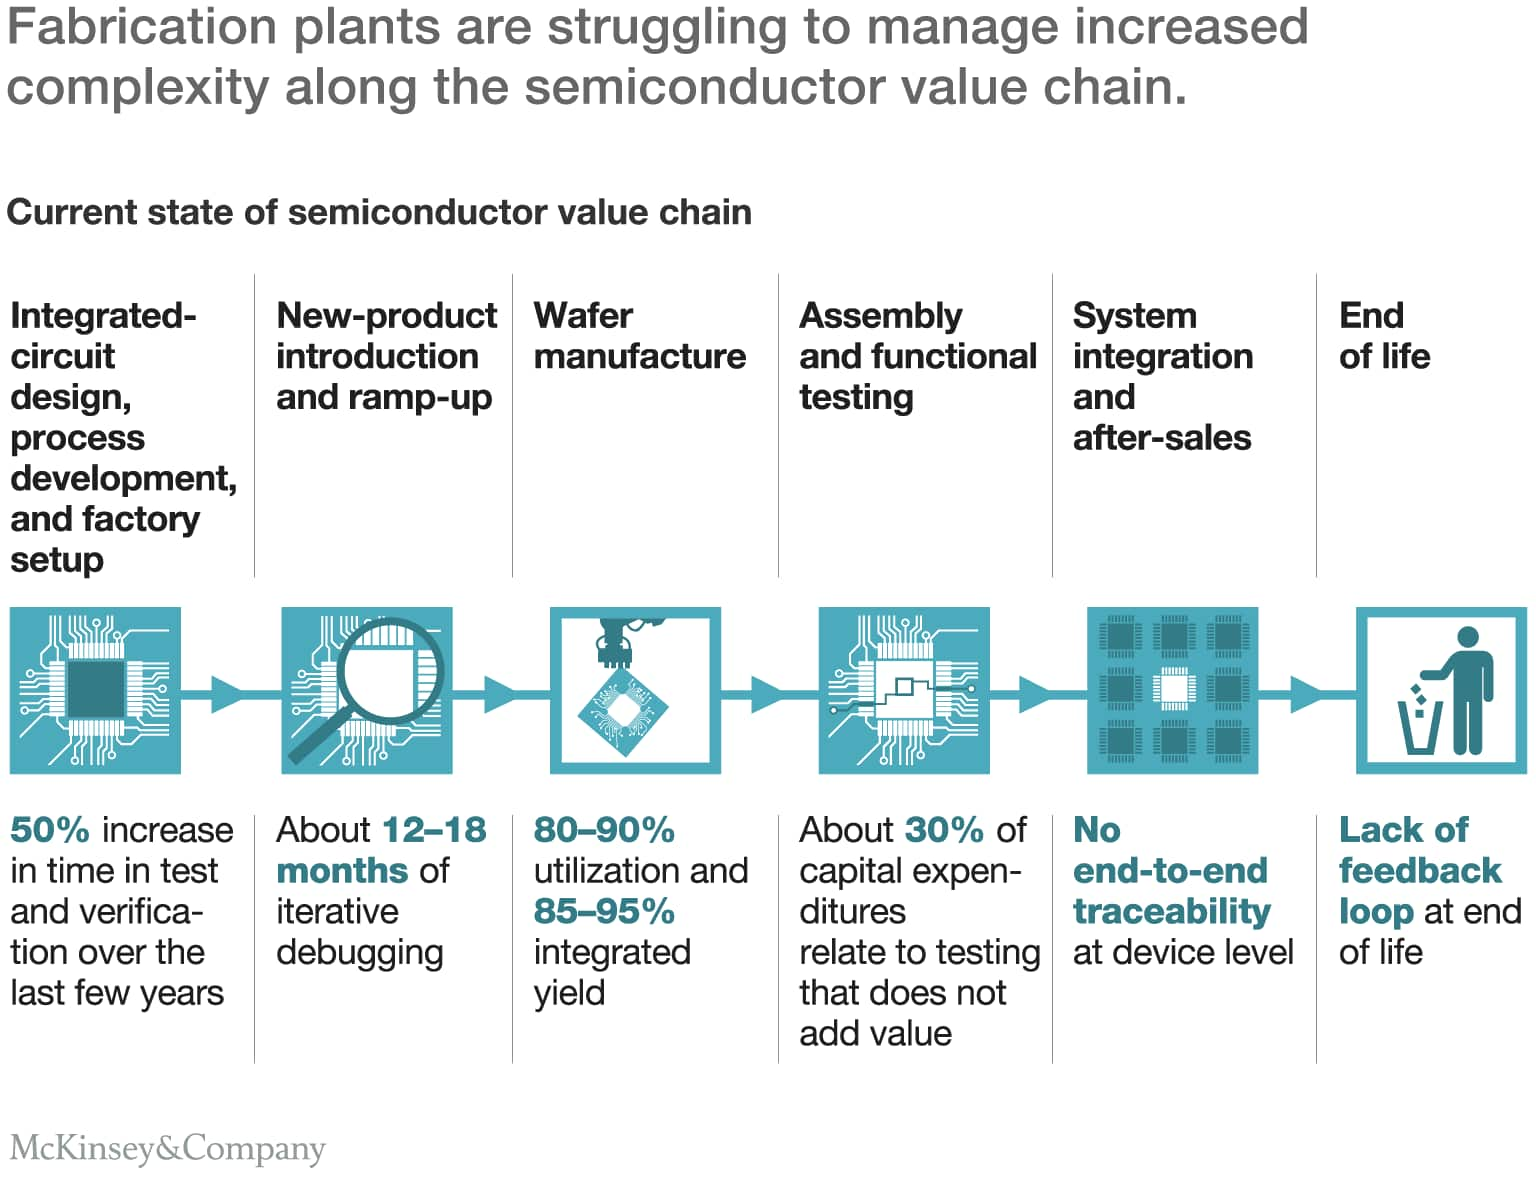 Fabrication plants are struggling to manage increased
complexity along the semiconductor value chain.
Current state of semiconductor value chain
Integrated-
circuit
design,
process
development,
and factory
setup
New-product
introduction
and ramp-up
Wafer
manufacture
Assembly
and functional
testing
System
integration
and
after-sales
End
of life
50% increase
in time in test
and verifica-
tion over the
last few years
About 12–18
months of
iterative
debugging
80–90%
utilization and
85–95%
integrated
yield
About 30% of
capital expen-
ditures
relate to testing
that does not
add value
No
end-to-end
traceability
at device level
Lack of
feedback
loop at end
of life
McKinsey&Company